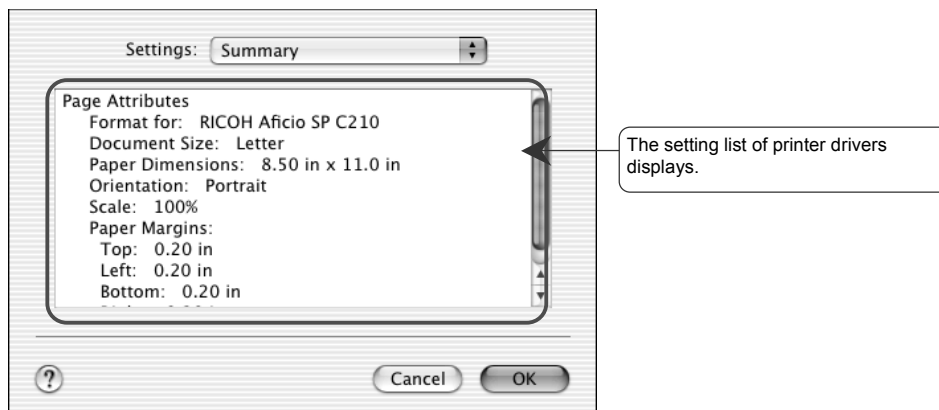 Settings: Summary
Page Attributes
Format for: RICOH Aficio SP C210
Document Size: Letter
Paper Dimensions: 8.50 in x 11.0 in
Orientation: Portrait
Scale: 100%
Paper Margins:
Top: 0.20 in
Left: 0.20 in
Bottom: 0.20 in
The setting list of printer drivers
displays.
?
Cancel
OK